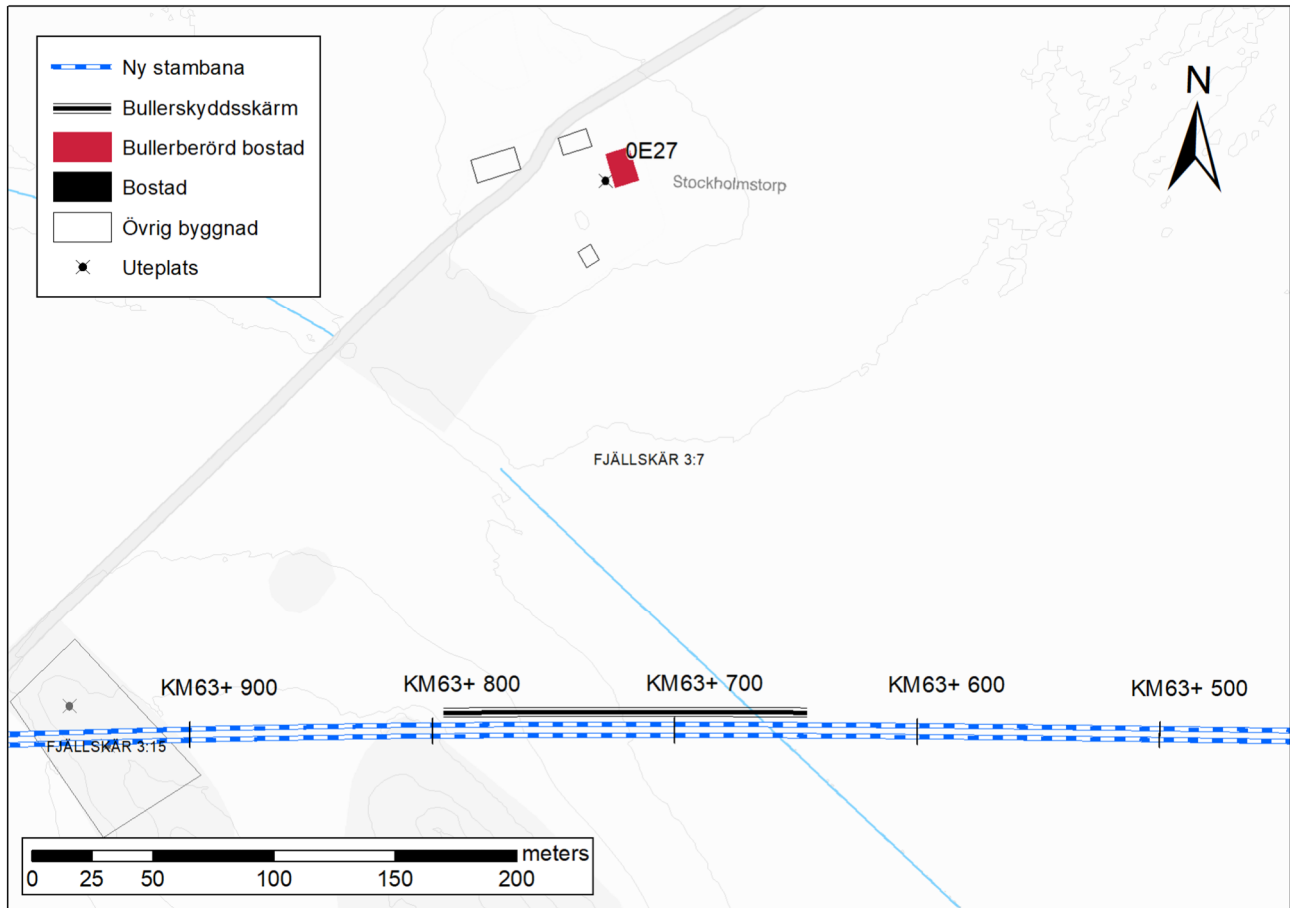 Ny stambana
Bullerskyddsskärm
Bullerberörd bostad
Bostad
Övrig byggnad
Uteplats
N
0E27
Stockholmstorp
FJÄLLSKÄR 3:7
KM63+ 900
KM63+ 800
KM63+ 700
KM63+ 600
KM63+ 500
FJÄLLSKÄR 3:15
meters
0 25 50 100 150 200